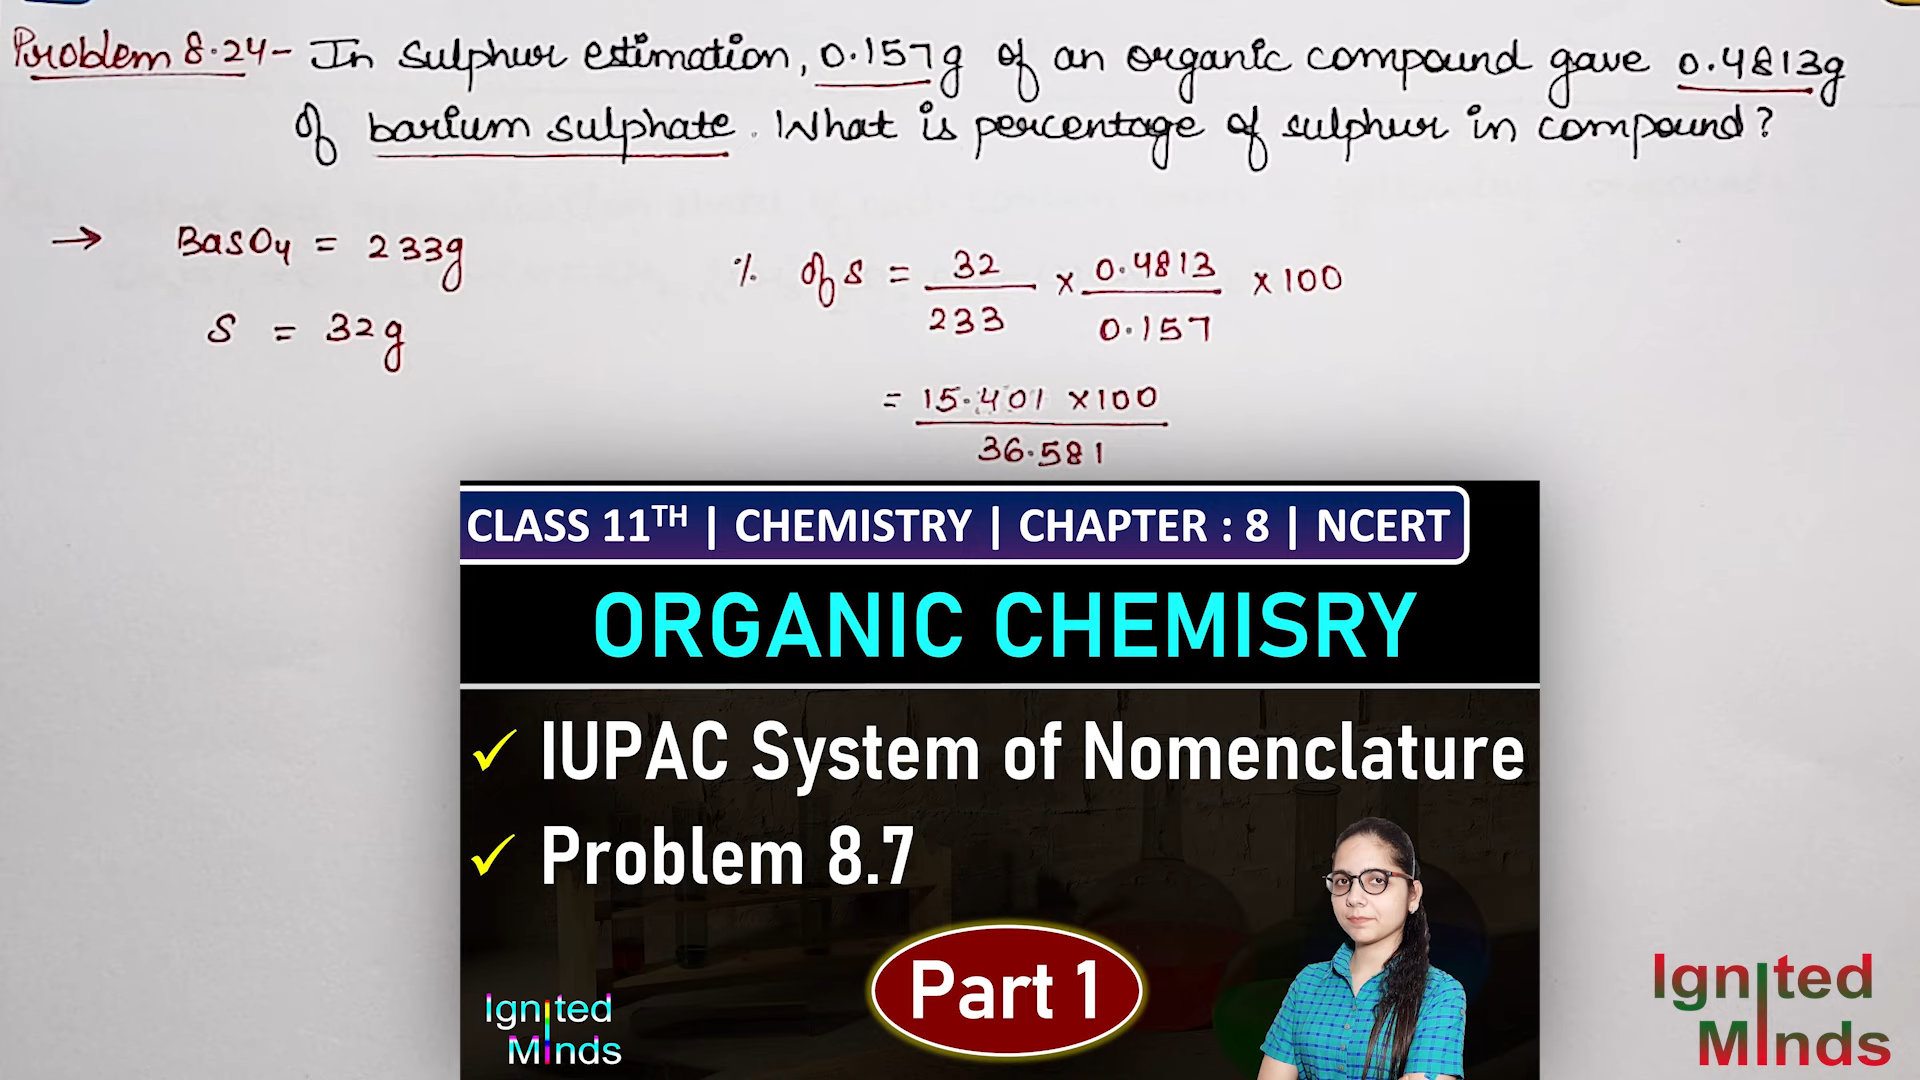 Problem 8.24- In sulphur estimation, 0.157g of an organic compound gave 0.4813g
of barium sulphate. What is percentage of sulphur in compound?
→ BaSO4 = 233g
S = 32g
% of S = 32/233 × 0.4813/0.157 × 100
= 15.401 × 100 / 36.581
CLASS 11TH | CHEMISTRY | CHAPTER : 8 | NCERT
ORGANIC CHEMISRY
✓ IUPAC System of Nomenclature
✓ Problem 8.7
Part 1
Ignited
Minds
Ignited
Minds